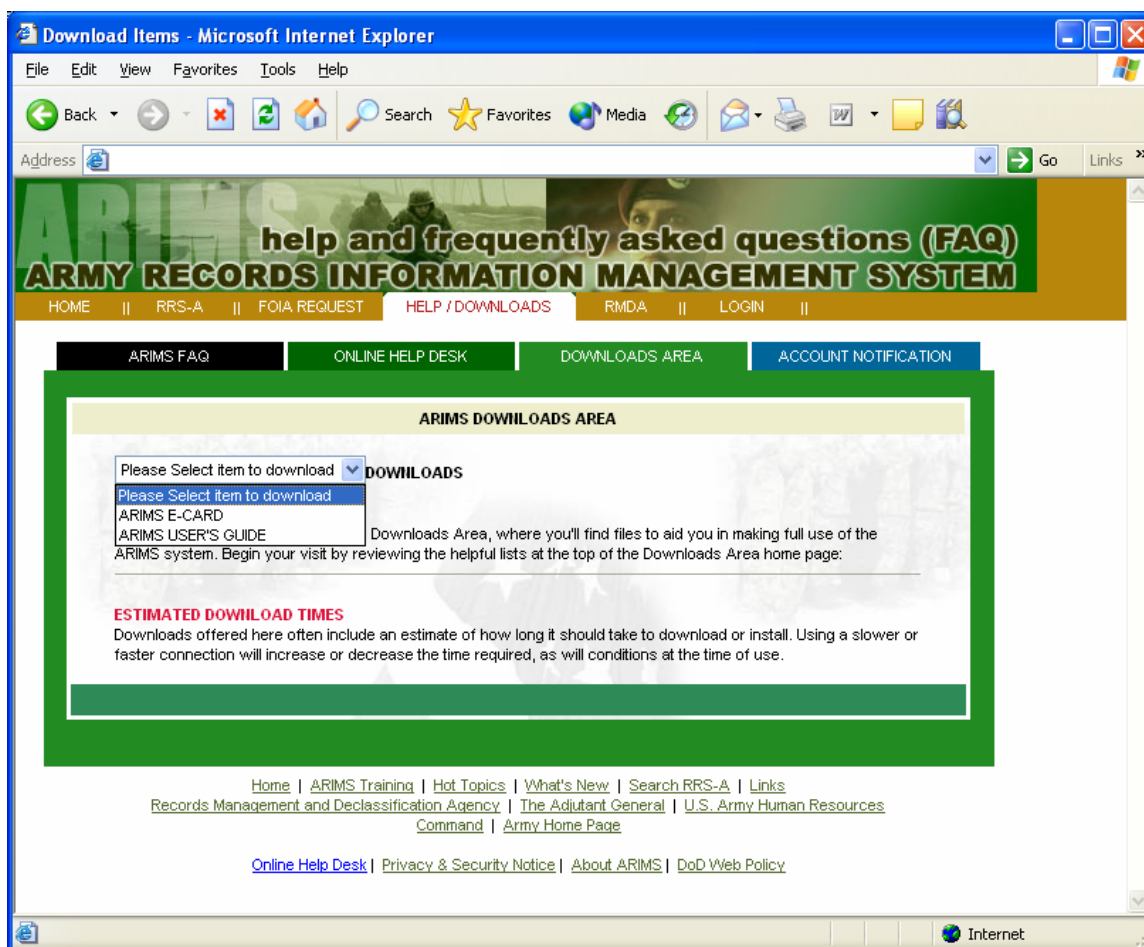 Download Items - Microsoft Internet Explorer
File Edit View Favorites Tools Help
Back Search Favorites Media
Address Go Links »
ARIMS
help and frequently asked questions (FAQ)
ARMY RECORDS INFORMATION MANAGEMENT SYSTEM
HOME || RRS-A || FOIA REQUEST HELP / DOWNLOADS RMDA || LOGIN ||
ARIMS FAQ ONLINE HELP DESK DOWNLOADS AREA ACCOUNT NOTIFICATION
ARIMS DOWNLOADS AREA
Please Select item to download DOWNLOADS
Please Select item to download
ARIMS E-CARD
ARIMS USER'S GUIDE Downloads Area, where you'll find files to aid you in making full use of the
ARIMS system. Begin your visit by reviewing the helpful lists at the top of the Downloads Area home page:
ESTIMATED DOWNLOAD TIMES
Downloads offered here often include an estimate of how long it should take to download or install. Using a slower or
faster connection will increase or decrease the time required, as will conditions at the time of use.
Home | ARIMS Training | Hot Topics | What's New | Search RRS-A | Links
Records Management and Declassification Agency | The Adjutant General | U.S. Army Human Resources
Command | Army Home Page
Online Help Desk | Privacy & Security Notice | About ARIMS | DoD Web Policy
Internet